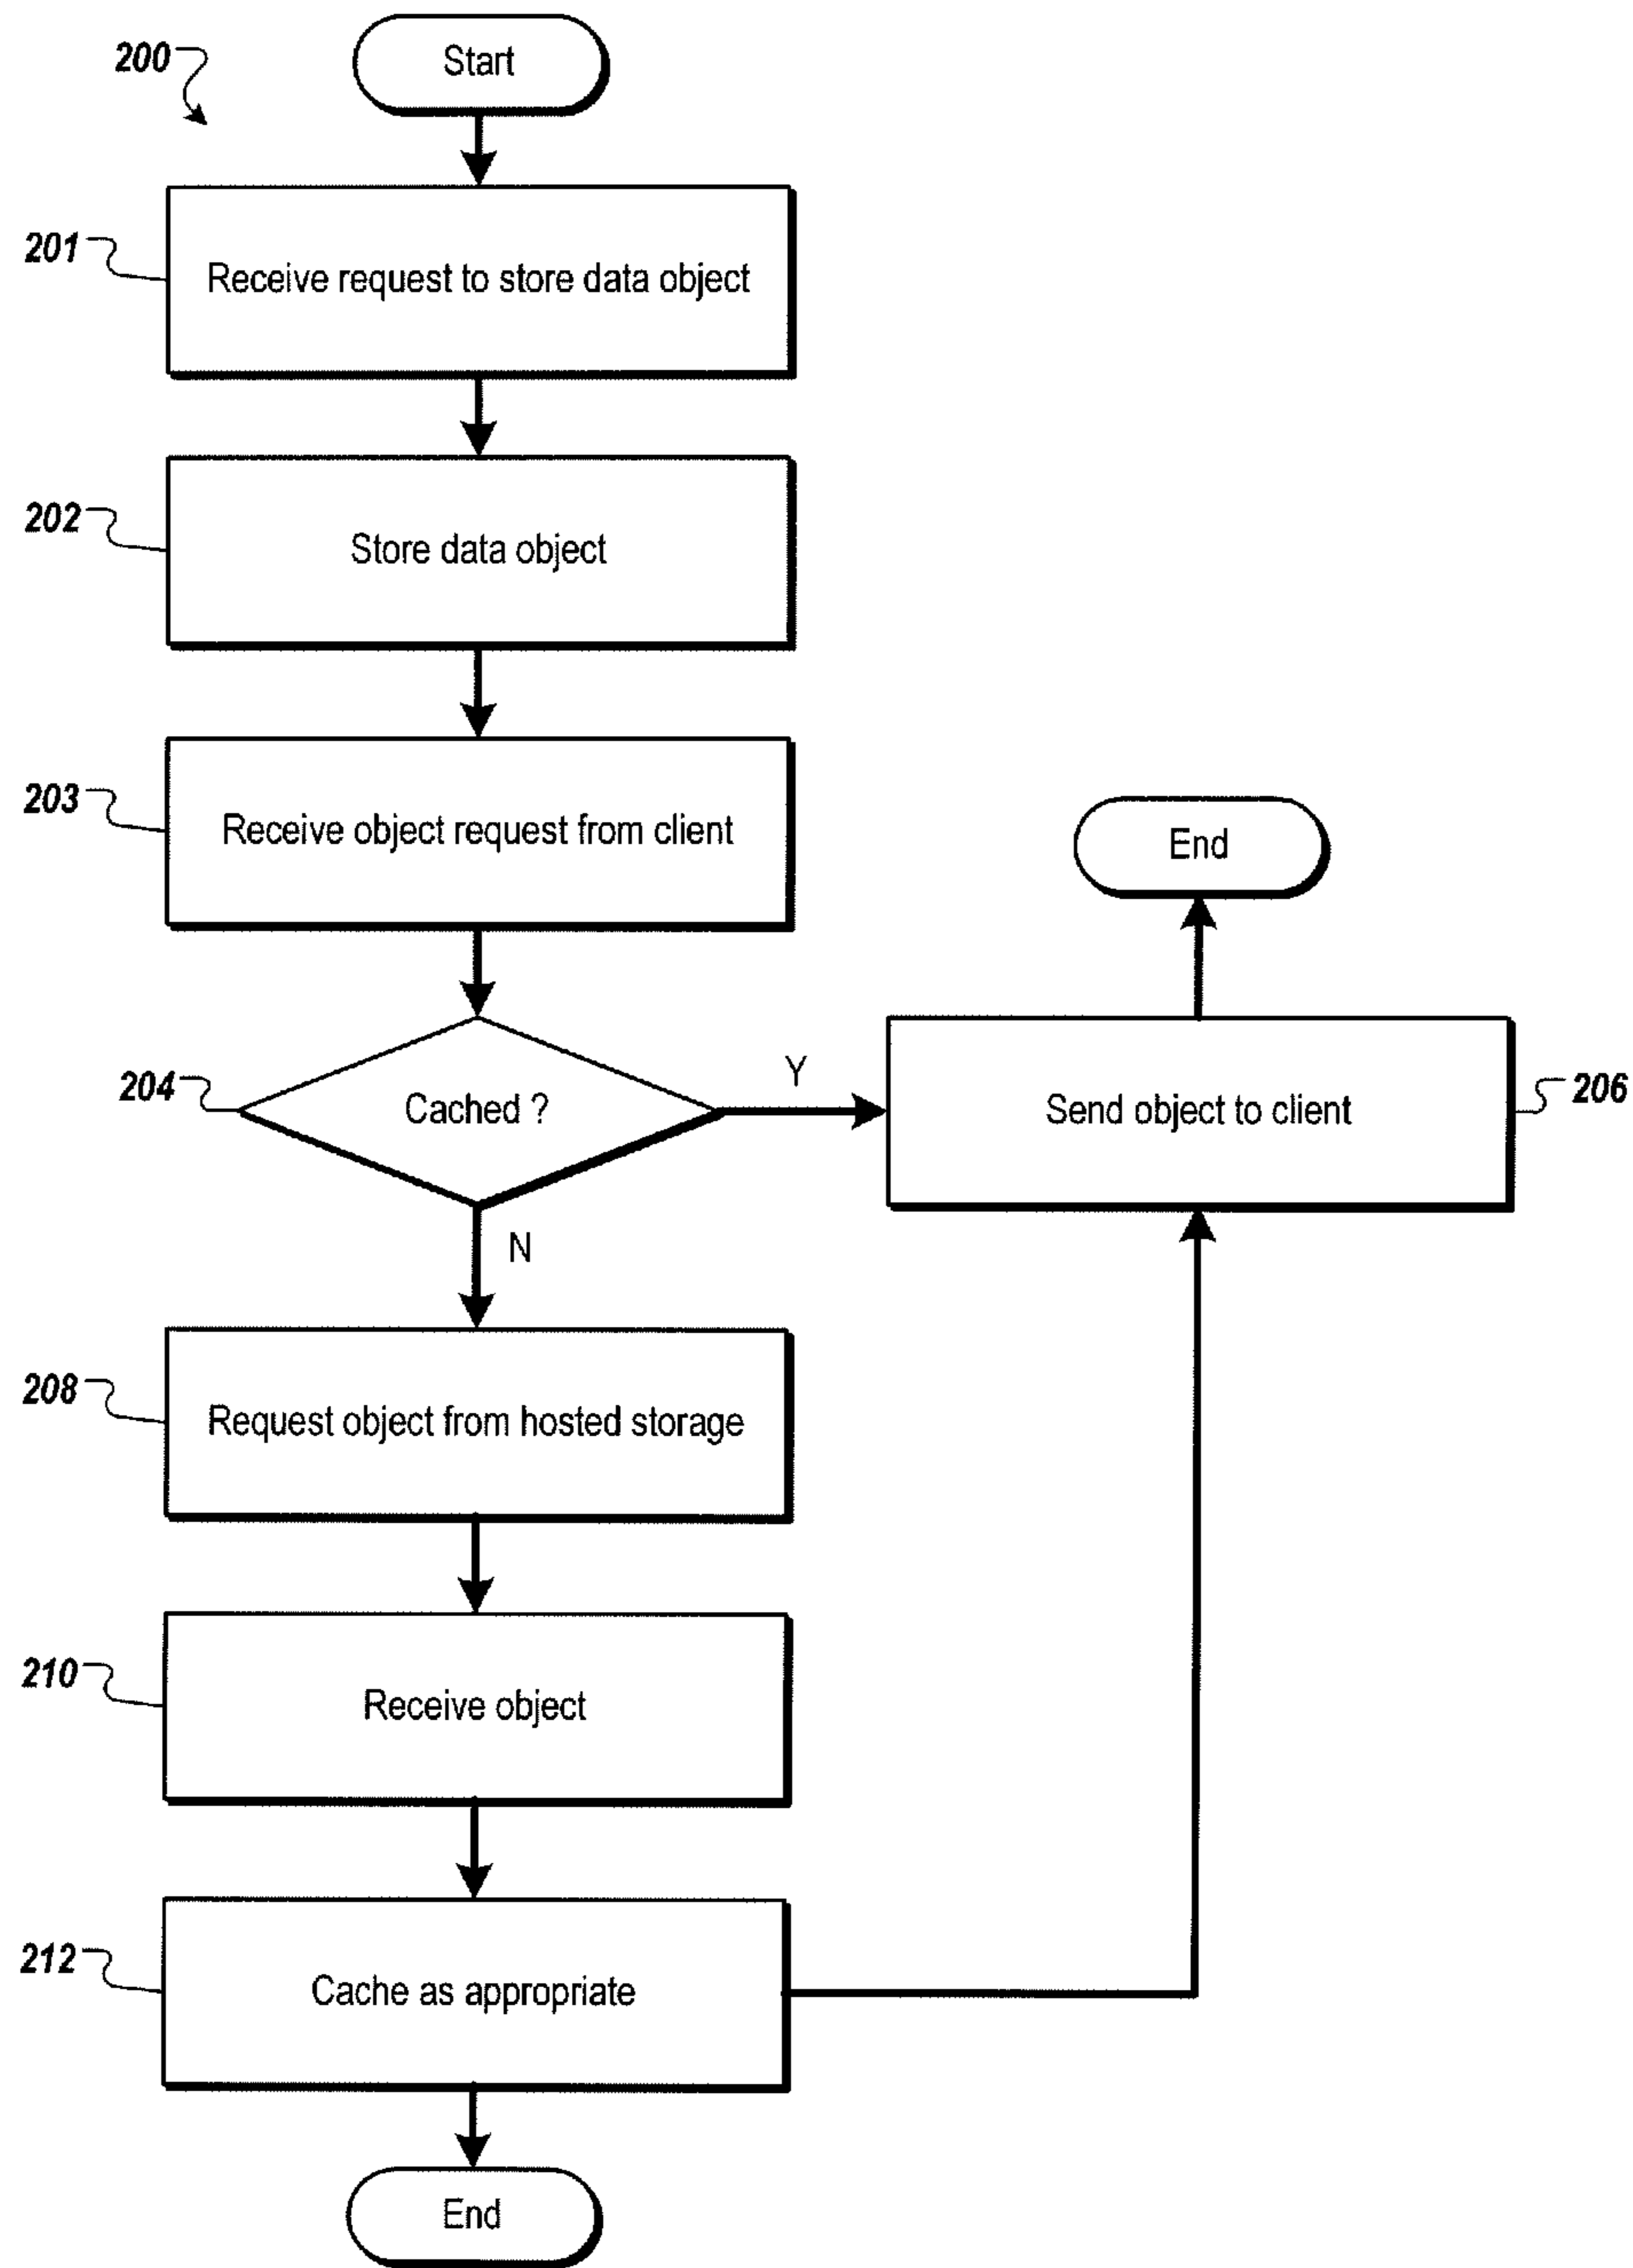 200
Start
201
Receive request to store data object
202
Store data object
203
Receive object request from client
End
204
Cached ?
Y
Send object to client
206
N
208
Request object from hosted storage
210
Receive object
212
Cache as appropriate
End